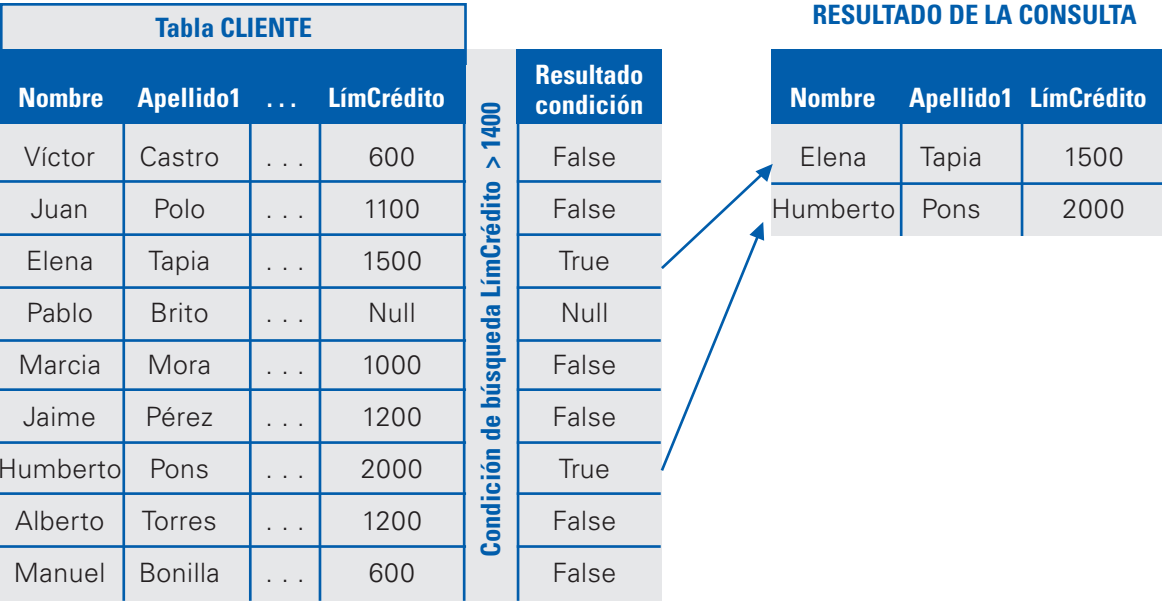 Tabla CLIENTE
Nombre Apellido1 . . . LímCrédito
Víctor Castro . . . 600
Juan Polo . . . 1100
Elena Tapia . . . 1500
Pablo Brito . . . Null
Marcia Mora . . . 1000
Jaime Pérez . . . 1200
Humberto Pons . . . 2000
Alberto Torres . . . 1200
Manuel Bonilla . . . 600
Condición de búsqueda LímCrédito > 1400
Resultado
condición
False
False
True
Null
False
False
True
False
False
RESULTADO DE LA CONSULTA
Nombre Apellido1 LímCrédito
Elena Tapia 1500
Humberto Pons 2000